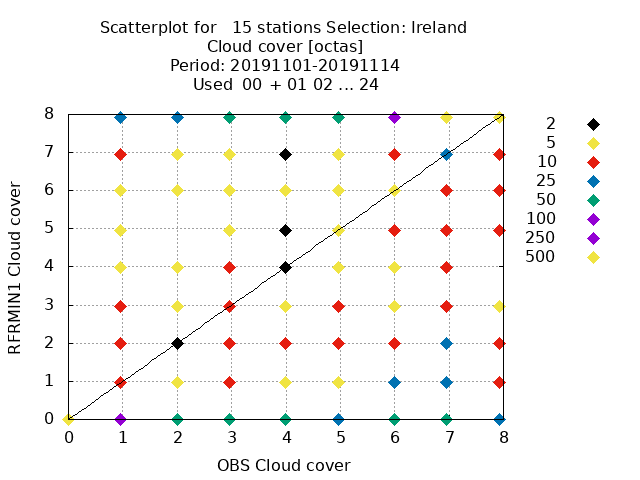 Scatterplot for   15 stations Selection: Ireland
Cloud cover [octas]
Period: 20191101-20191114
Used  00  + 01 02 ... 24
8
7
6
5
4
3
2
1
0
RFRMIN1 Cloud cover
0 1 2 3 4 5 6 7 8
OBS Cloud cover
2
5
10
25
50
100
250
500